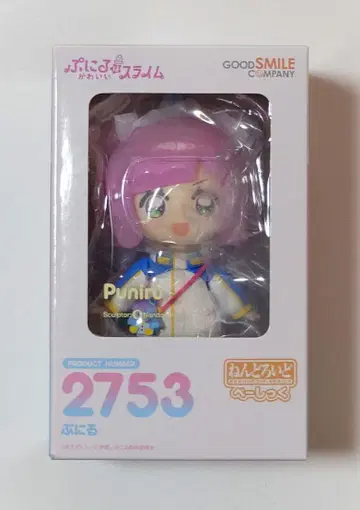 ぷにるは
かわいい スライム
GOOD SMILE
COMPANY
Puniru
PRODUCT NUMBER
2753
ぷにる
ねんどろいど
べーしっく